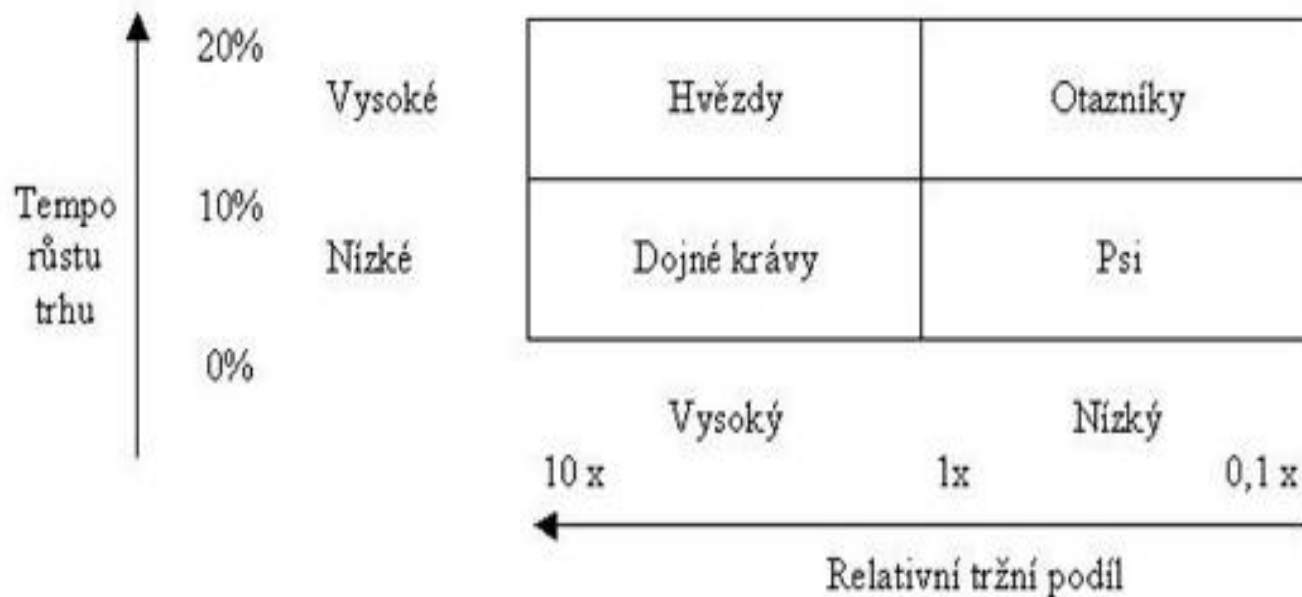 20%
Vysoké
Hvězdy
Otazníky
Tempo
růstu
trhu
10%
Nízké
Dojné krávy
Psi
0%
Vysoký
Nízký
10 x
1x
0,1 x
Relativní tržní podíl